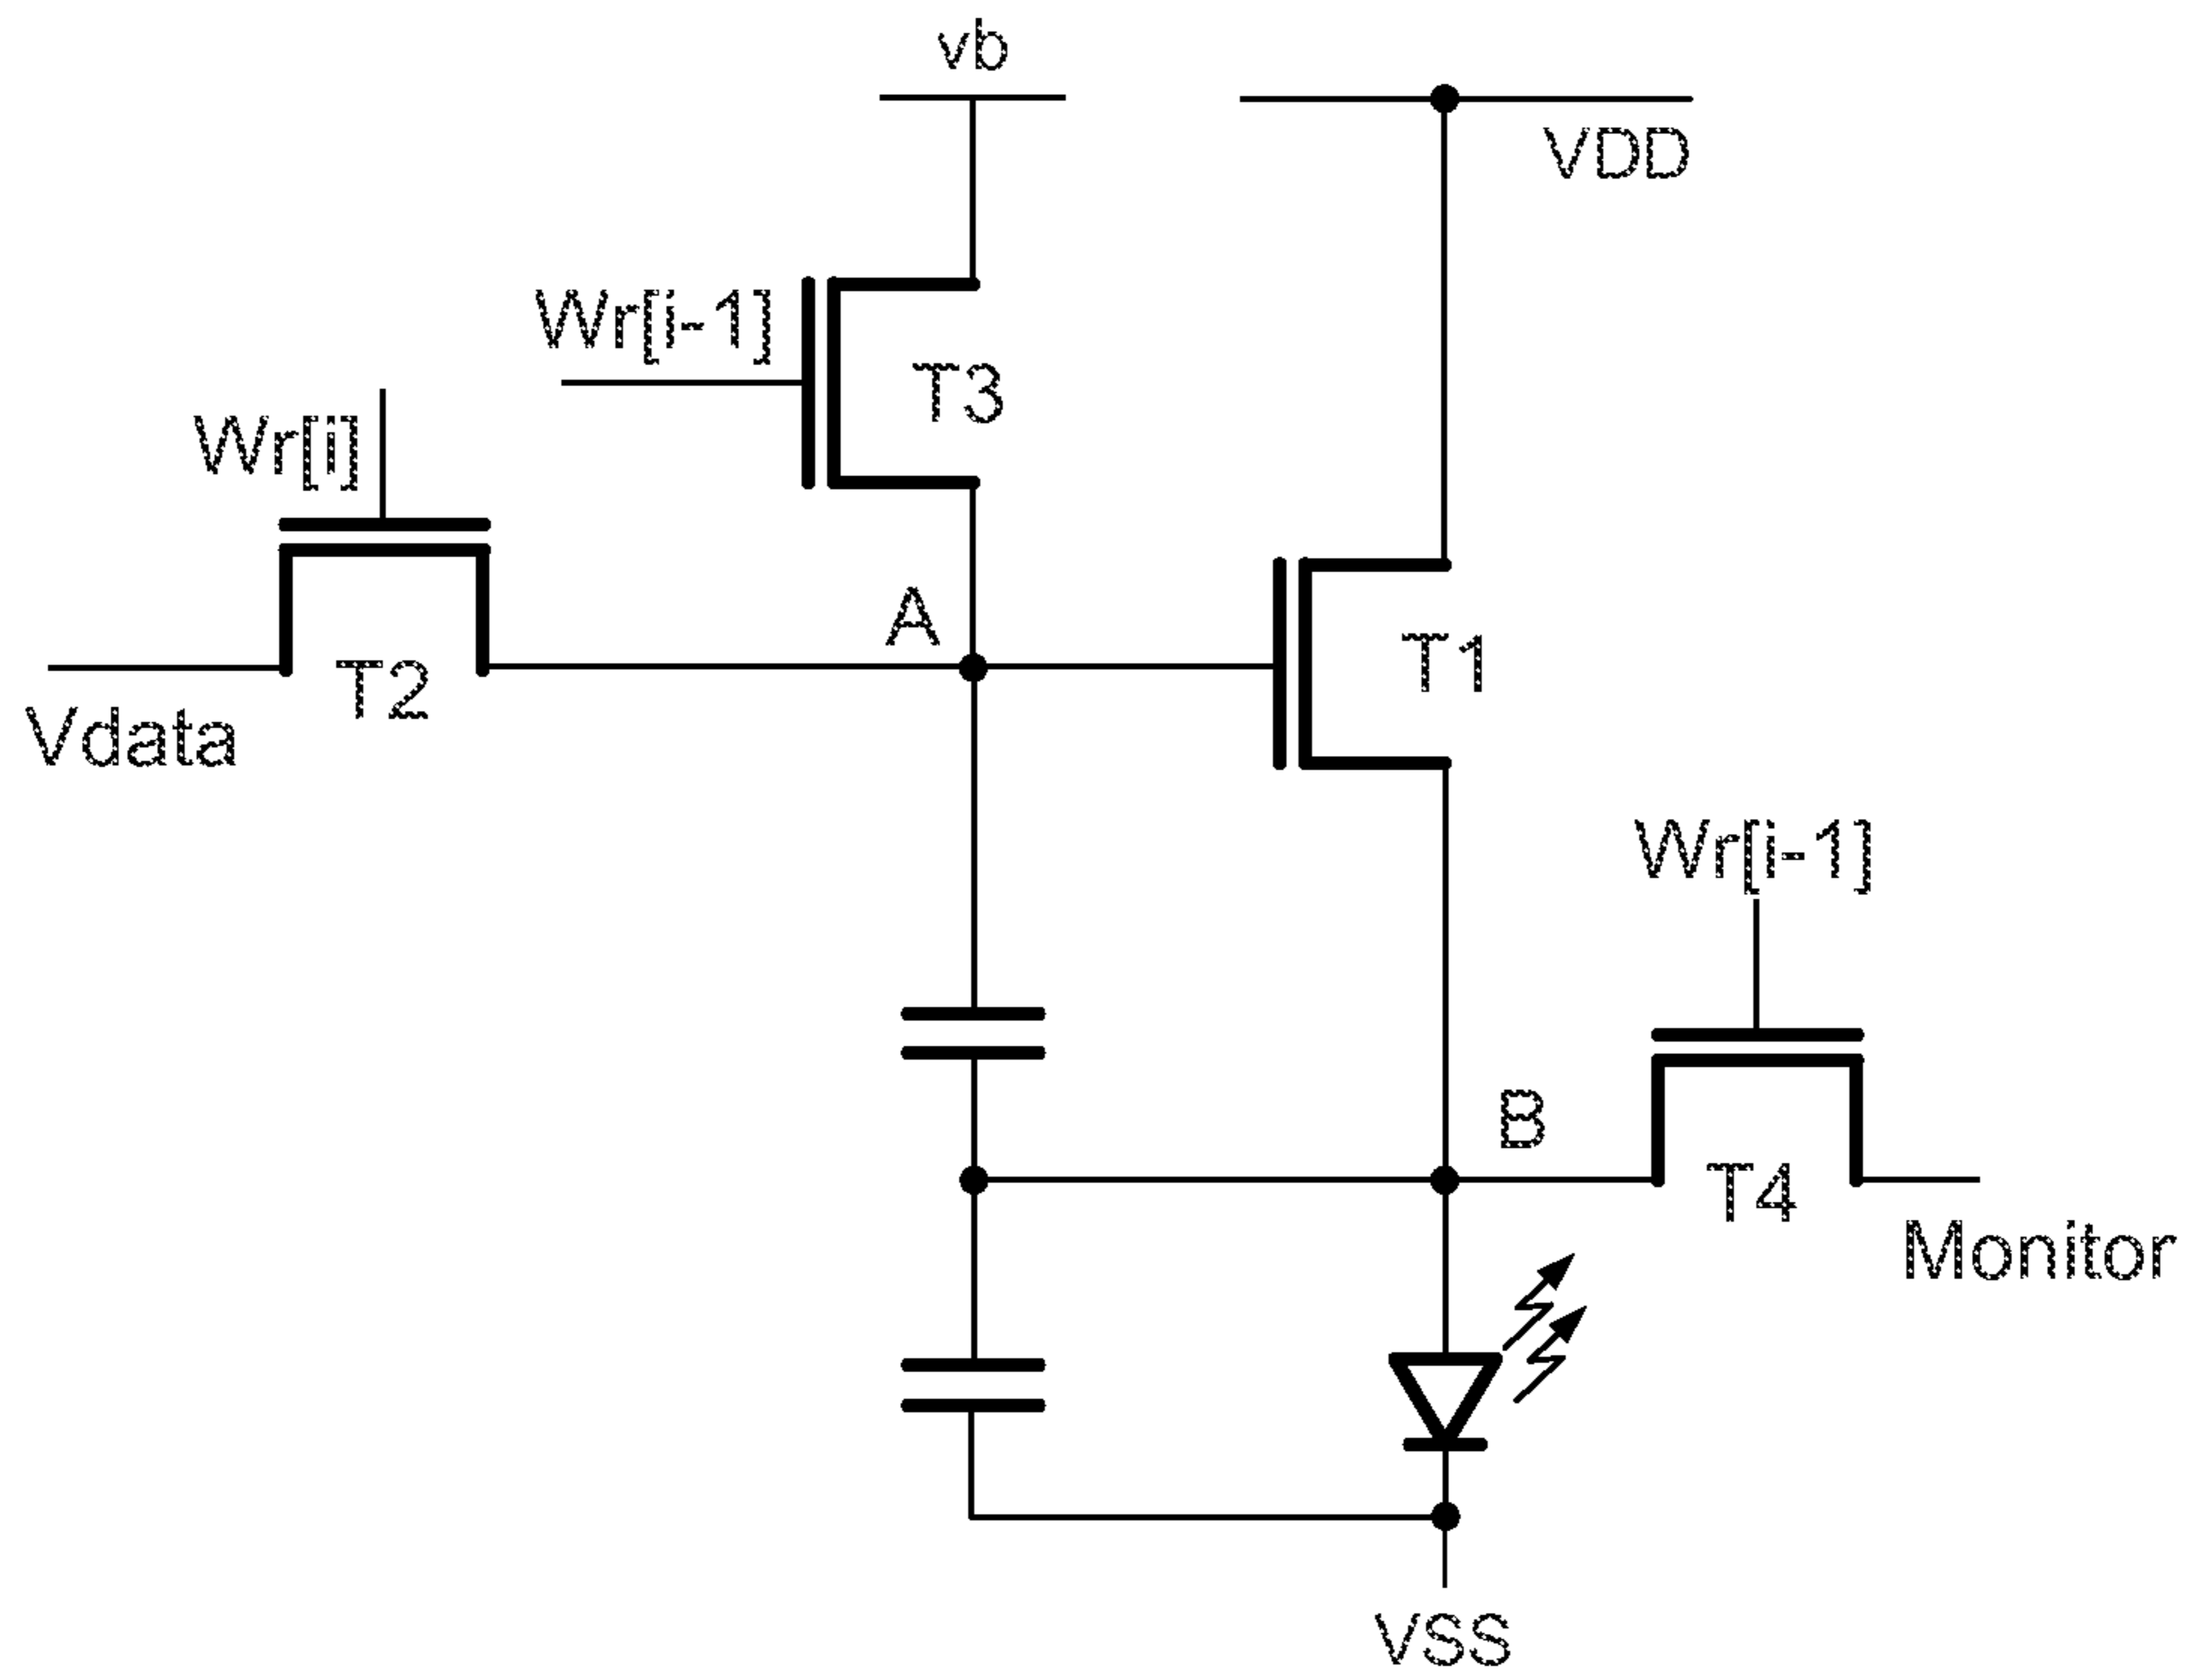 vb
VDD
Wr[i-1]
T3
Wr[i]
A
T1
T2
Vdata
Wr[i-1]
B
T4
Monitor
VSS